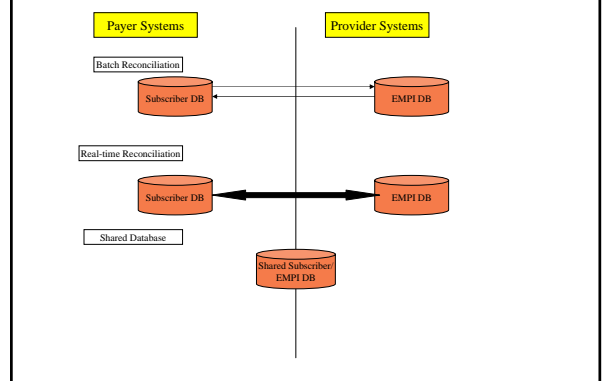 Payer Systems
Provider Systems
Batch Reconciliation
Subscriber DB
EMPI DB
Real-time Reconciliation
Subscriber DB
EMPI DB
Shared Database
Shared Subscriber/
EMPI DB